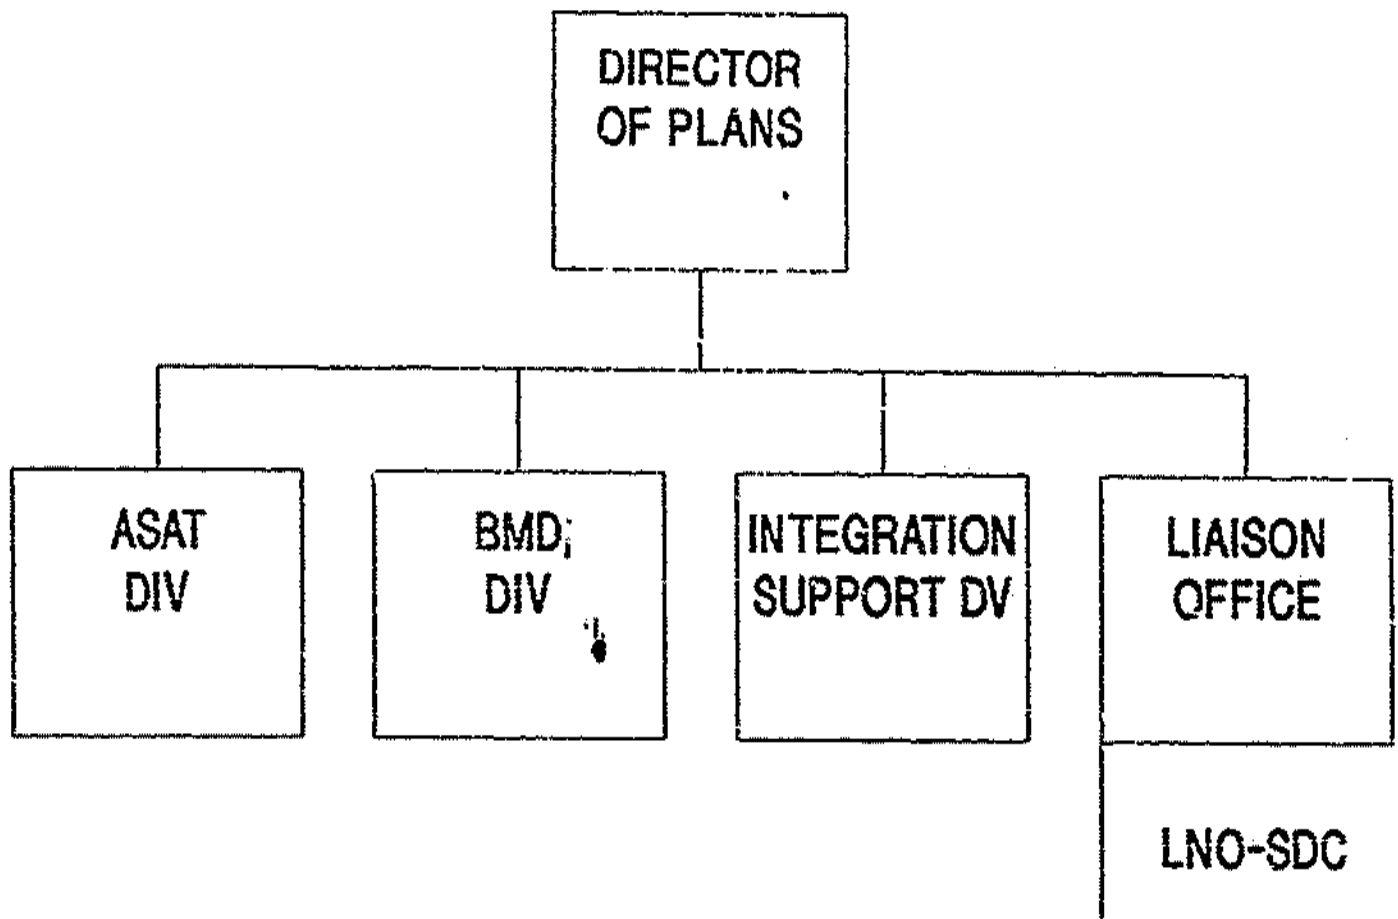 DIRECTOR
OF PLANS
ASAT
DIV
BMD
DIV
INTEGRATION
SUPPORT DV
LIAISON
OFFICE
LNO-SDC